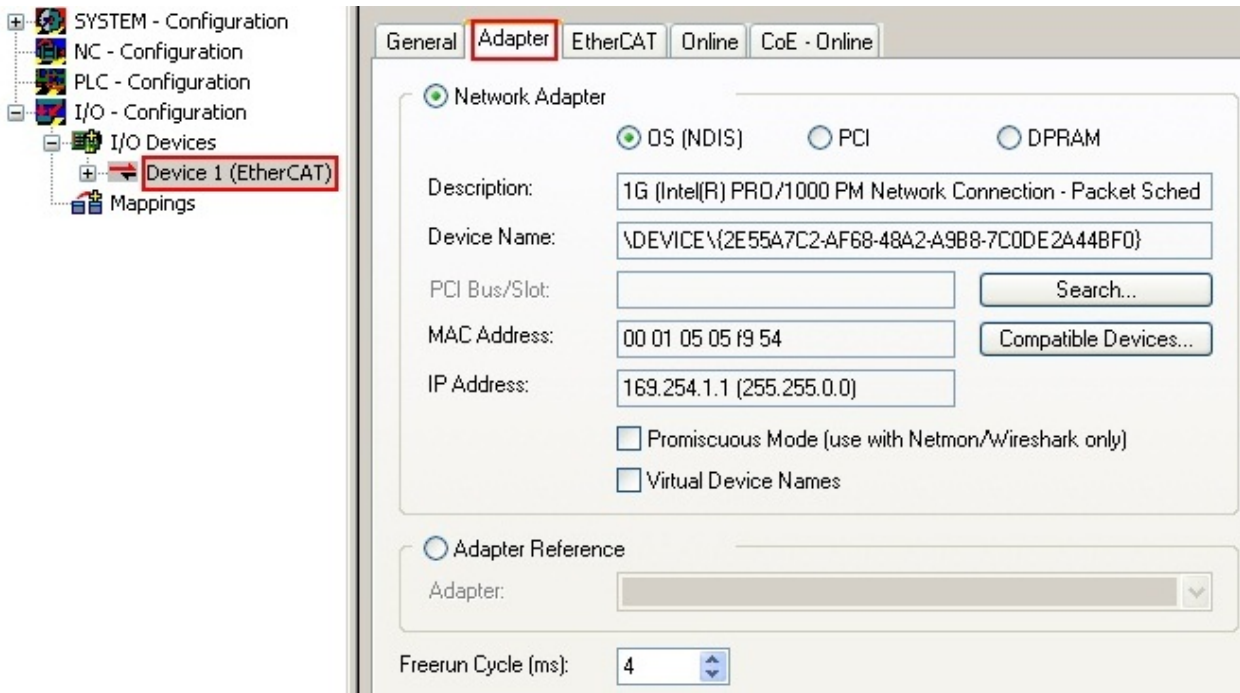 SYSTEM - Configuration
NC - Configuration
PLC - Configuration
I/O - Configuration
I/O Devices
Device 1 (EtherCAT)
Mappings
General Adapter EtherCAT Online CoE - Online
Network Adapter
OS (NDIS) PCI DPRAM
Description: 1G (Intel(R) PRO/1000 PM Network Connection - Packet Sched
Device Name: \DEVICE\{2E55A7C2-AF68-48A2-A9B8-7C0DE2A44BF0}
PCI Bus/Slot: Search...
MAC Address: 00 01 05 05 f9 54 Compatible Devices...
IP Address: 169.254.1.1 (255.255.0.0)
Promiscuous Mode (use with Netmon/Wireshark only)
Virtual Device Names
Adapter Reference
Adapter:
Freerun Cycle (ms): 4